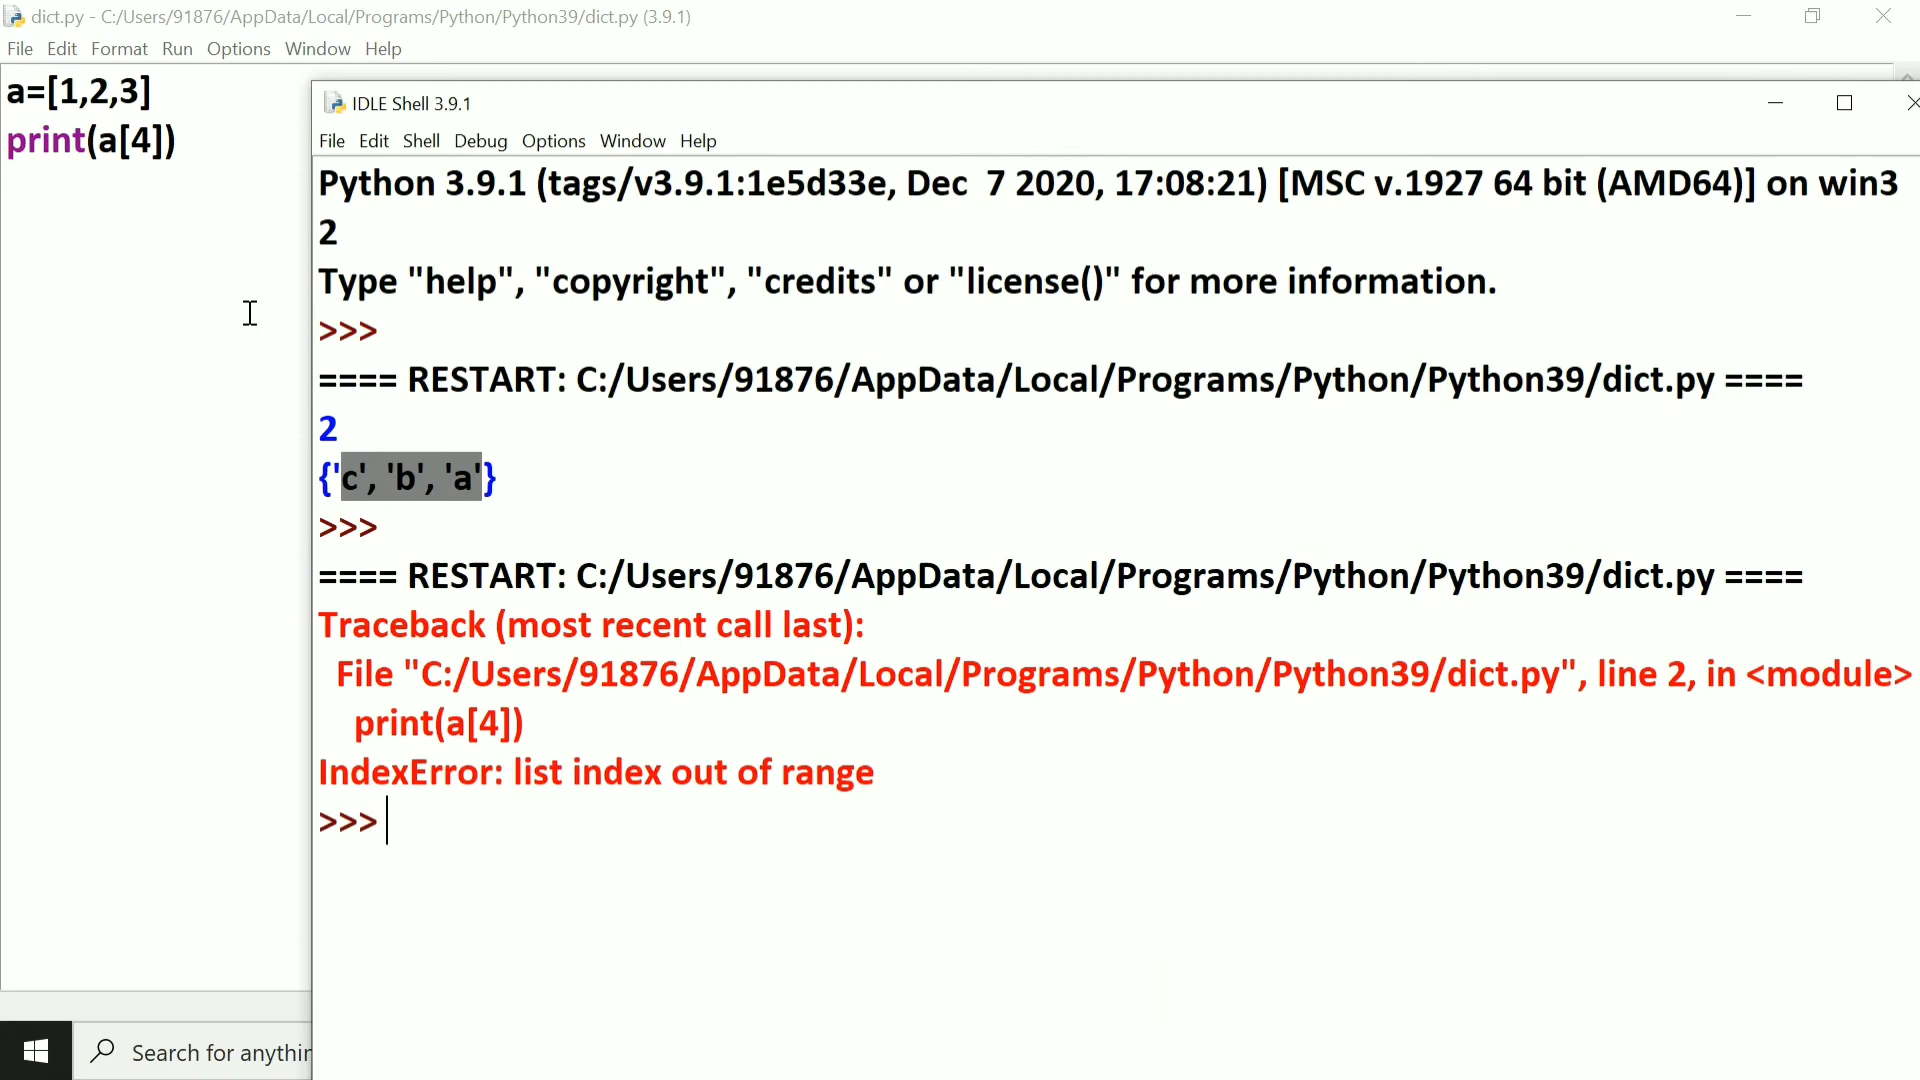 dict.py - C:/Users/91876/AppData/Local/Programs/Python/Python39/dict.py (3.9.1)
File Edit Format Run Options Window Help
a=[1,2,3]
print(a[4])
IDLE Shell 3.9.1
File Edit Shell Debug Options Window Help
Python 3.9.1 (tags/v3.9.1:1e5d33e, Dec  7 2020, 17:08:21) [MSC v.1927 64 bit (AMD64)] on win3
2
Type "help", "copyright", "credits" or "license()" for more information.
>>>
==== RESTART: C:/Users/91876/AppData/Local/Programs/Python/Python39/dict.py ====
2
{'c', 'b', 'a'}
>>>
==== RESTART: C:/Users/91876/AppData/Local/Programs/Python/Python39/dict.py ====
Traceback (most recent call last):
  File "C:/Users/91876/AppData/Local/Programs/Python/Python39/dict.py", line 2, in <module>
    print(a[4])
IndexError: list index out of range
>>>
Search for anythin